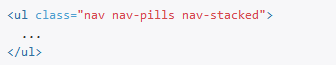 <ul class="nav nav-pills nav-stacked">
  ...
</ul>